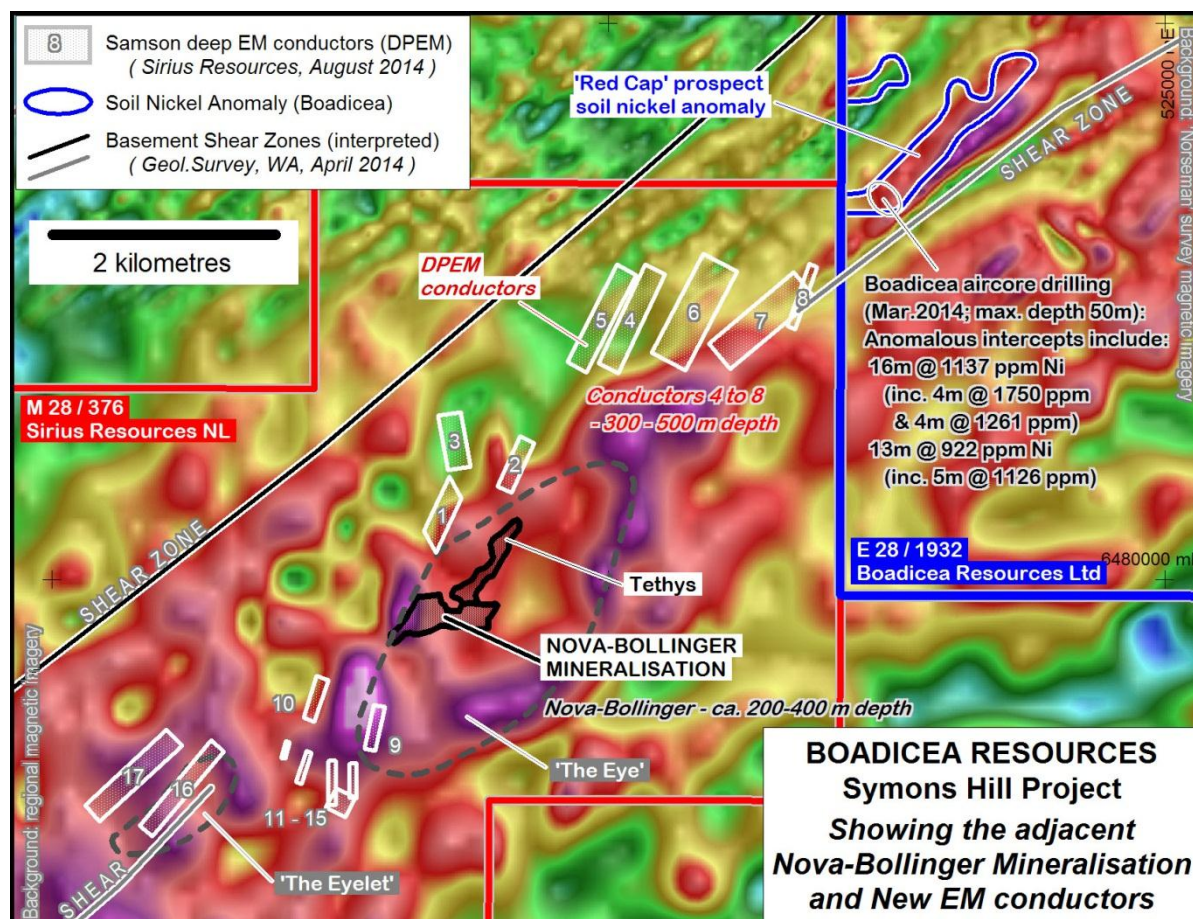 8
Samson deep EM conductors (DPEM)
( Sirius Resources, August 2014 )
Soil Nickel Anomaly (Boadicea)
Basement Shear Zones (interpreted)
( Geol.Survey, WA, April 2014 )
2 kilometres
'Red Cap' prospect
soil nickel anomaly
SHEAR ZONE
525000 mE
Background: 'Norseman' survey magnetic imagery
DPEM
conductors
5
4
6
7
8
Boadicea aircore drilling
(Mar.2014; max. depth 50m):
Anomalous intercepts include:
16m @ 1137 ppm Ni
(inc. 4m @ 1750 ppm
& 4m @ 1261 ppm)
13m @ 922 ppm Ni
(inc. 5m @ 1126 ppm)
Conductors 4 to 8
- 300 - 500 m depth
M 28 / 376
Sirius Resources NL
3
2
1
SHEAR ZONE
Tethys
6480000 m
E 28 / 1932
Boadicea Resources Ltd
NOVA-BOLLINGER
MINERALISATION
Nova-Bollinger - ca. 200-400 m depth
10
9
'The Eye'
17
16
11 - 15
SHEAR
'The Eyelet'
Background: regional magnetic imagery
BOADICEA RESOURCES
Symons Hill Project
Showing the adjacent
Nova-Bollinger Mineralisation
and New EM conductors